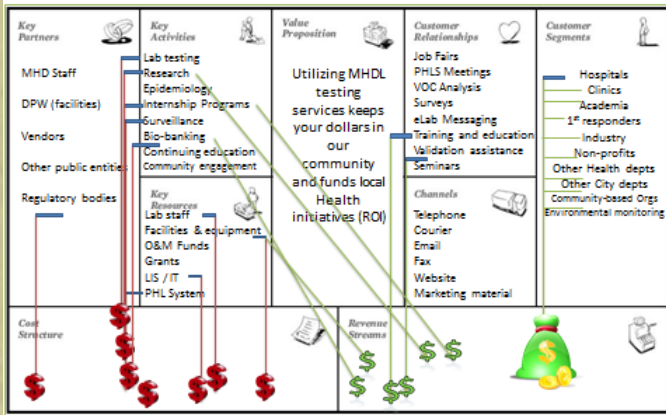 Key
Partners
MHD Staff
DPW (facilities)
Vendors
Other public entities
Regulatory bodies
Key
Activities
Lab testing
Research
Epidemiology
Internship Programs
Surveillance
Bio-banking
Continuing education
Community engagement
Key
Resources
Lab staff
Facilities & equipment
O&M Funds
Grants
LIS / IT
PHL System
Value
Proposition
Utilizing MHDL
testing
services keeps
your dollars in
our
community
and funds local
Health
initiatives (ROI)
Customer
Relationships
Job Fairs
PHLS Meetings
VOC Analysis
Surveys
eLab Messaging
Training and education
Validation assistance
Seminars
Channels
Telephone
Courier
Email
Fax
Website
Marketing material
Customer
Segments
Hospitals
Clinics
Academia
1st responders
Industry
Non-profits
Other Health depts
Other City depts
Community-based Orgs
Environmental monitoring
Cost
Structure
Revenue
Streams